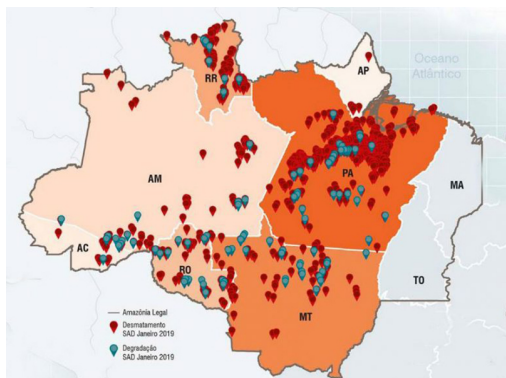 Oceano
Atlântico
RR
AP
AM
PA
MA
AC
RO
TO
MT
Amazônia Legal
Desmatamento
SAD Janeiro 2019
Degradação
SAD Janeiro 2019